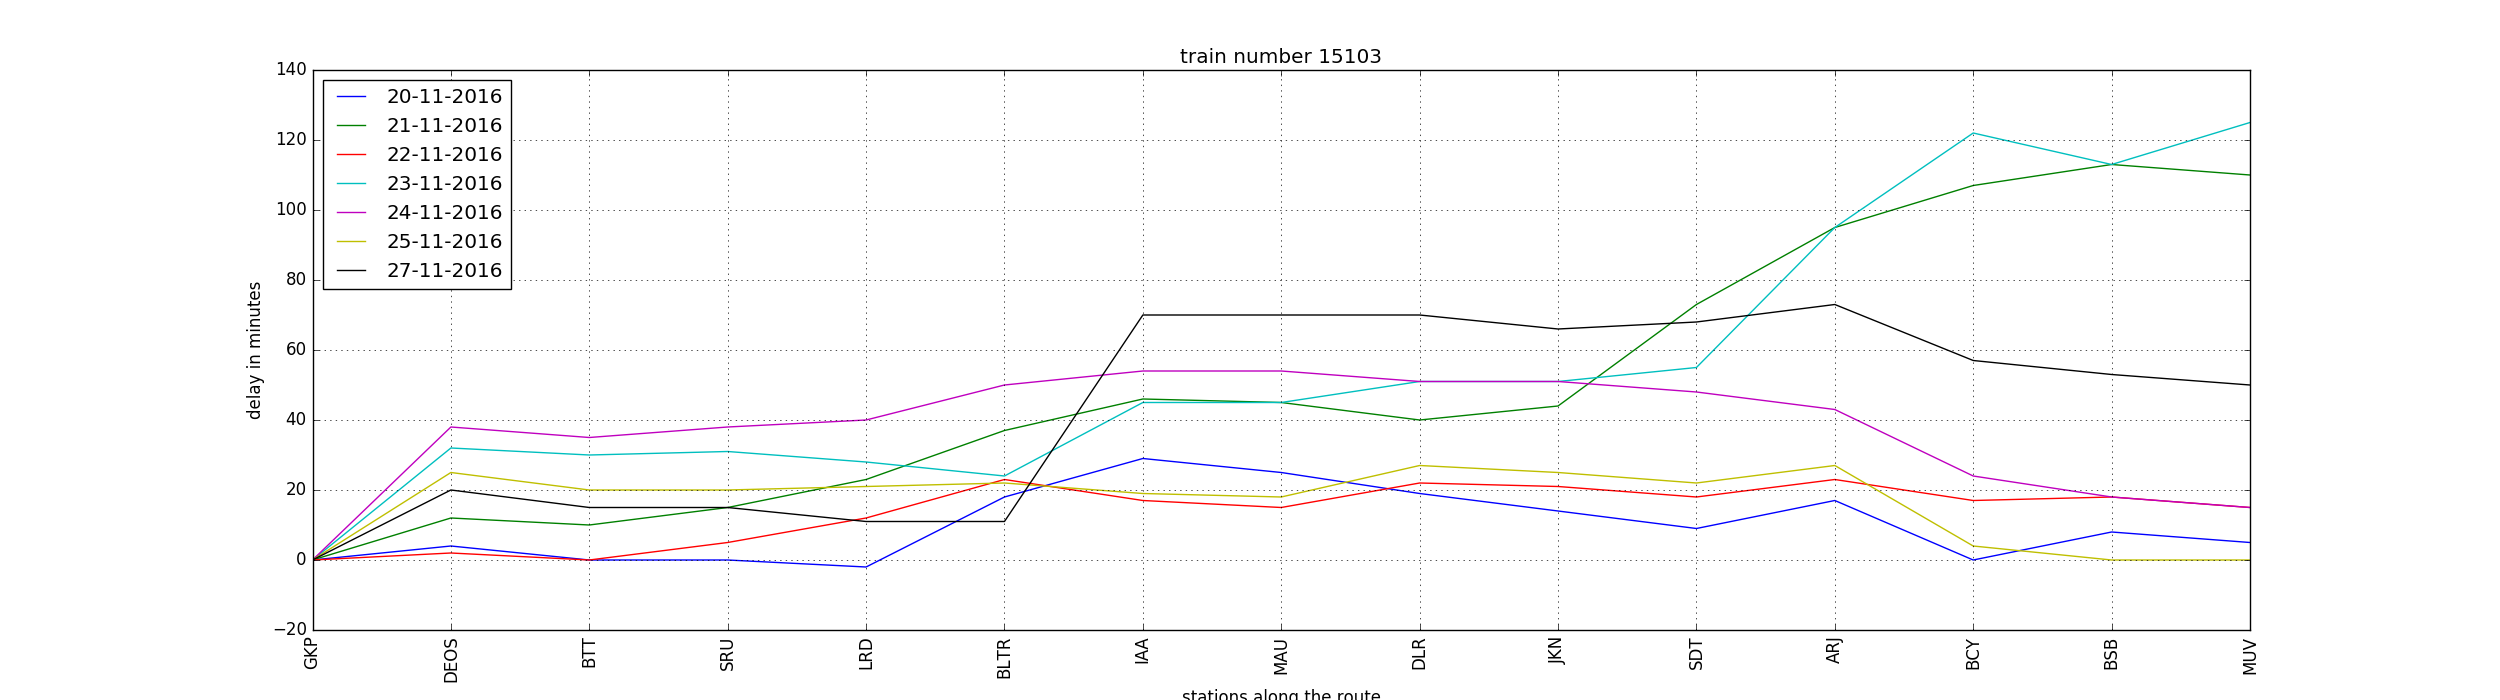 train number 15103
140
120
100
80
60
40
20
0
−20
delay in minutes
20-11-2016
21-11-2016
22-11-2016
23-11-2016
24-11-2016
25-11-2016
27-11-2016
GKP
DEOS
BTT
SRU
LRD
BLTR
IAA
MAU
DLR
JKN
SDT
ARJ
BCY
BSB
MUV
stations along the route